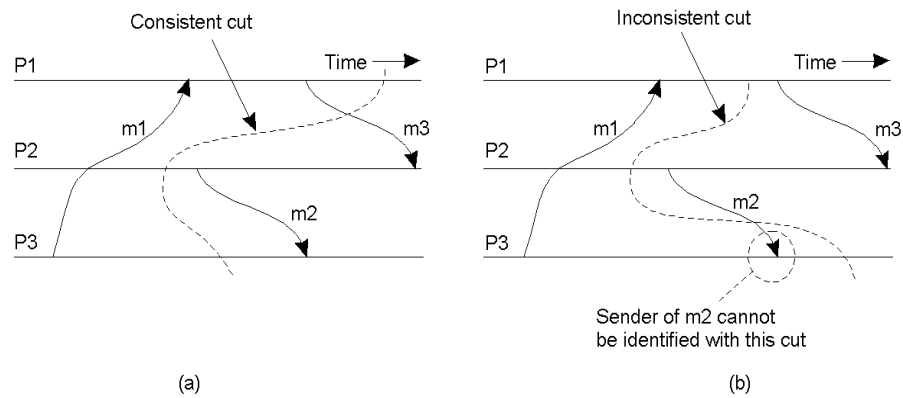 Consistent cut
Time
P1
m1
m3
P2
m2
P3
(a)
Inconsistent cut
Time
P1
m1
m3
P2
m2
P3
Sender of m2 cannot
be identified with this cut
(b)